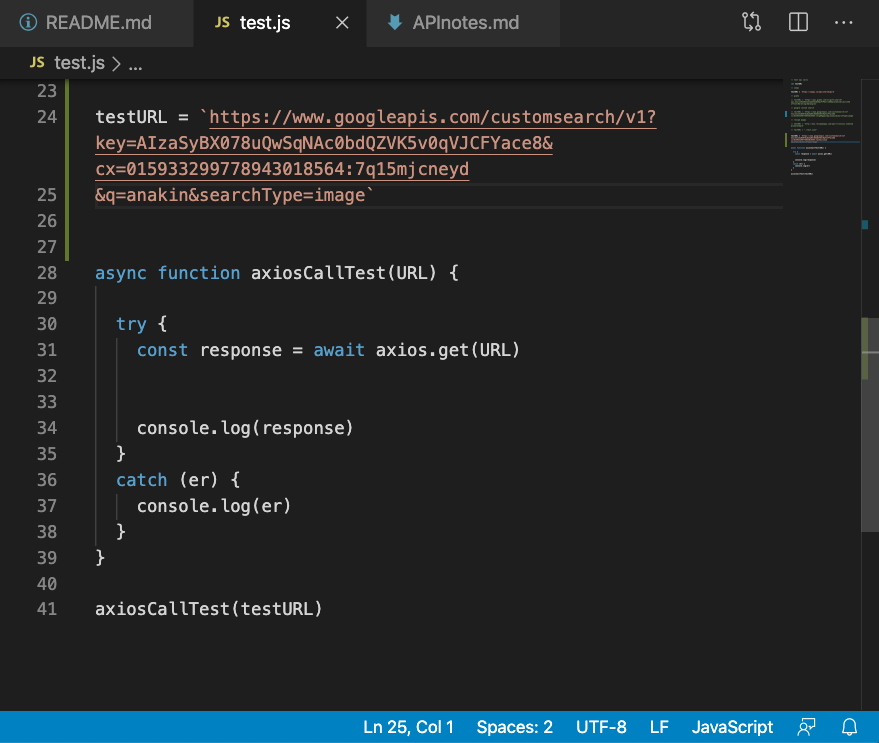 README.md
JS test.js
APInotes.md
JS test.js > ...
23
24 testURL = `https://www.googleapis.com/customsearch/v1?
key=AIzaSyBX078uQwSqNAc0bdQZVK5v0qVJCFYace8&
cx=015933299778943018564:7q15mjcneyd
25 &q=anakin&searchType=image`
26
27
28 async function axiosCallTest(URL) {
29
30 try {
31 const response = await axios.get(URL)
32
33
34 console.log(response)
35 }
36 catch (er) {
37 console.log(er)
38 }
39 }
40
41 axiosCallTest(testURL)
Ln 25, Col 1 Spaces: 2 UTF-8 LF JavaScript